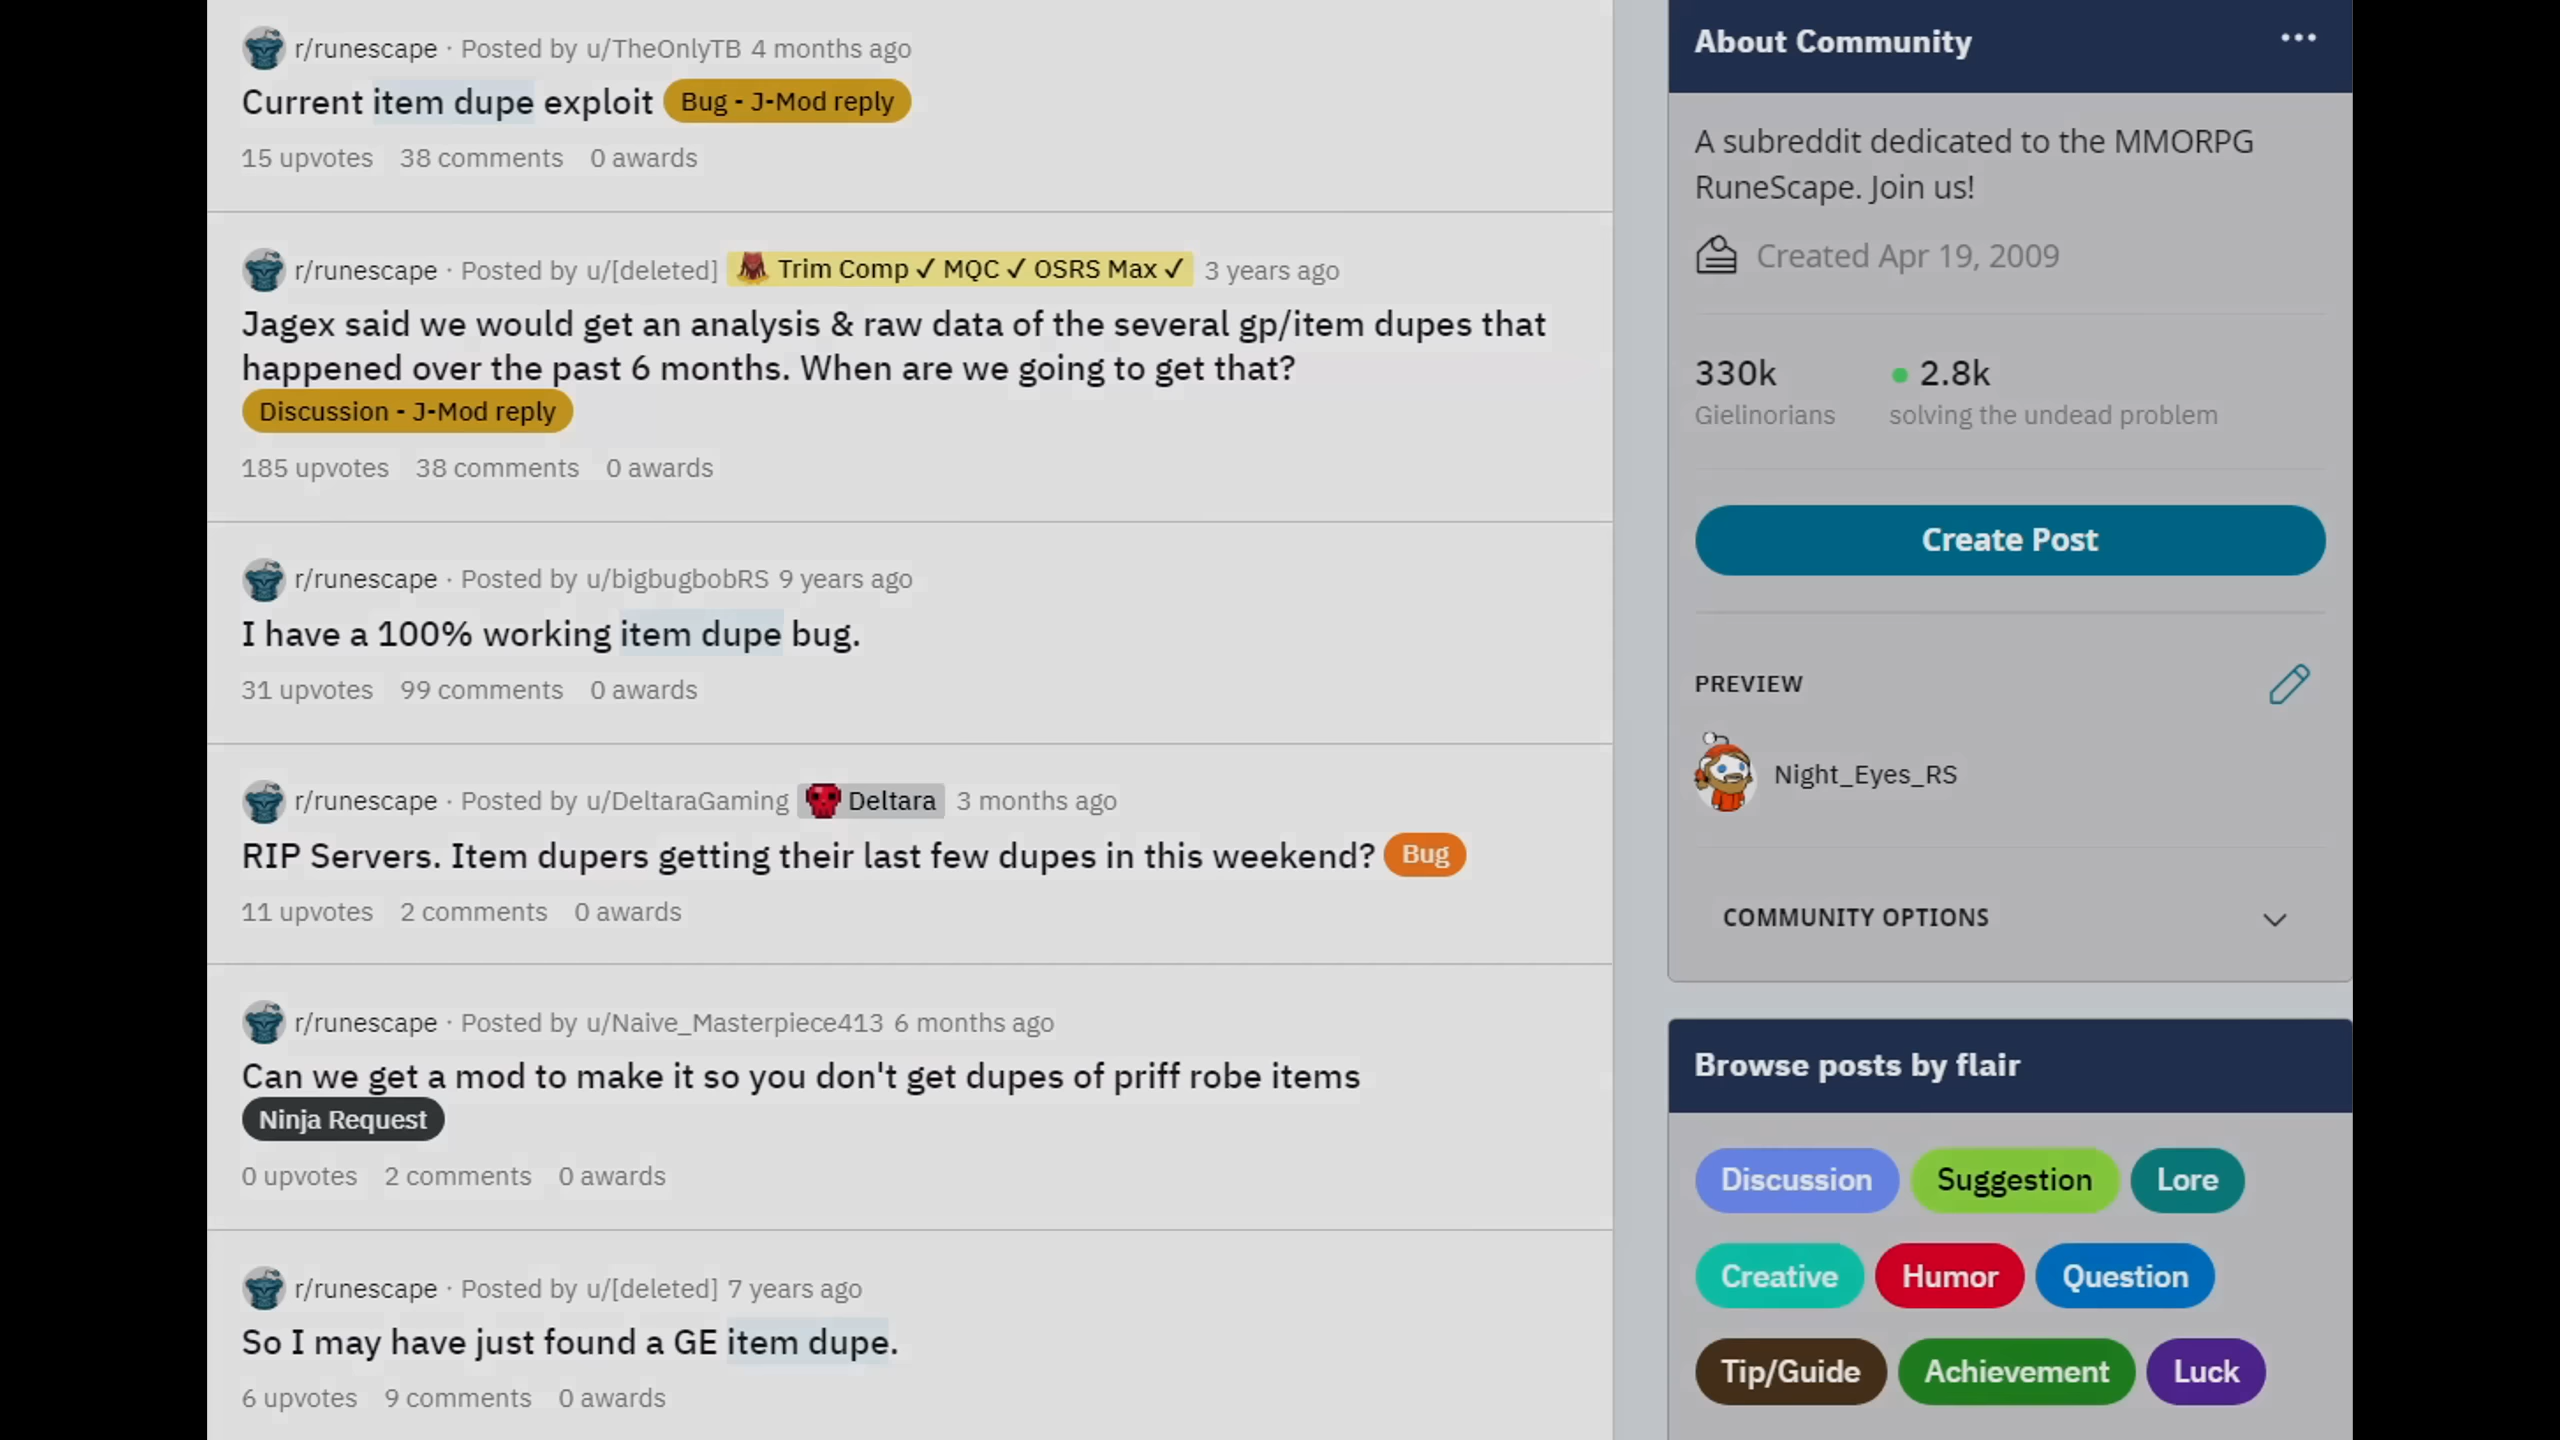 r/runescape · Posted by u/TheOnlyTB 4 months ago
Current item dupe exploit Bug - J-Mod reply
15 upvotes 38 comments 0 awards
r/runescape · Posted by u/[deleted] Trim Comp ✓ MQC ✓ OSRS Max ✓ 3 years ago
Jagex said we would get an analysis & raw data of the several gp/item dupes that
happened over the past 6 months. When are we going to get that?
Discussion - J-Mod reply
185 upvotes 38 comments 0 awards
r/runescape · Posted by u/bigbugbobRS 9 years ago
I have a 100% working item dupe bug.
31 upvotes 99 comments 0 awards
r/runescape · Posted by u/DeltaraGaming Deltara 3 months ago
RIP Servers. Item dupers getting their last few dupes in this weekend? Bug
11 upvotes 2 comments 0 awards
r/runescape · Posted by u/Naive_Masterpiece413 6 months ago
Can we get a mod to make it so you don't get dupes of priff robe items
Ninja Request
0 upvotes 2 comments 0 awards
r/runescape · Posted by u/[deleted] 7 years ago
So I may have just found a GE item dupe.
6 upvotes 9 comments 0 awards
About Community
A subreddit dedicated to the MMORPG
RuneScape. Join us!
Created Apr 19, 2009
330k 2.8k
Gielinorians solving the undead problem
Create Post
PREVIEW
Night_Eyes_RS
COMMUNITY OPTIONS
Browse posts by flair
Discussion Suggestion Lore
Creative Humor Question
Tip/Guide Achievement Luck